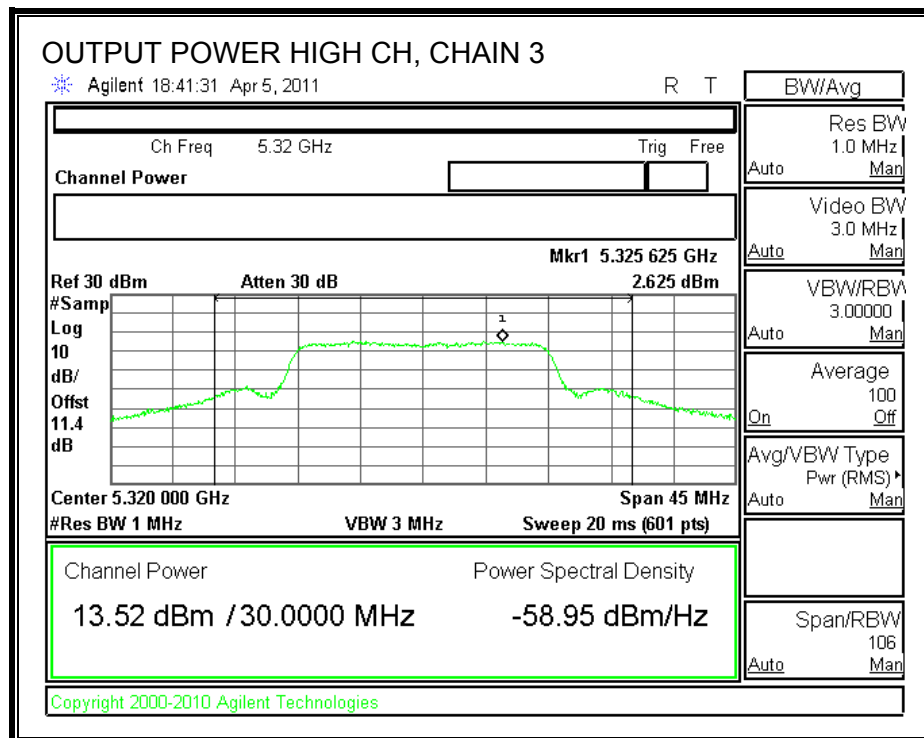 OUTPUT POWER HIGH CH, CHAIN 3
Agilent 18:41:31 Apr 5, 2011 R T
BW/Avg
Ch Freq 5.32 GHz Trig Free
Channel Power
Res BW
1.0 MHz
Auto Man
Video BW
3.0 MHz
Auto Man
Mkr1 5.325 625 GHz
Ref 30 dBm Atten 30 dB 2.625 dBm
#Samp
Log
10
dB/
Offst
11.4
dB
1
VBW/RBW
3.00000
Auto Man
Average
100
On Off
Avg/VBW Type
Pwr (RMS)
Auto Man
Center 5.320 000 GHz Span 45 MHz
#Res BW 1 MHz VBW 3 MHz Sweep 20 ms (601 pts)
Channel Power Power Spectral Density
13.52 dBm / 30.0000 MHz -58.95 dBm/Hz
Span/RBW
106
Auto Man
Copyright 2000-2010 Agilent Technologies